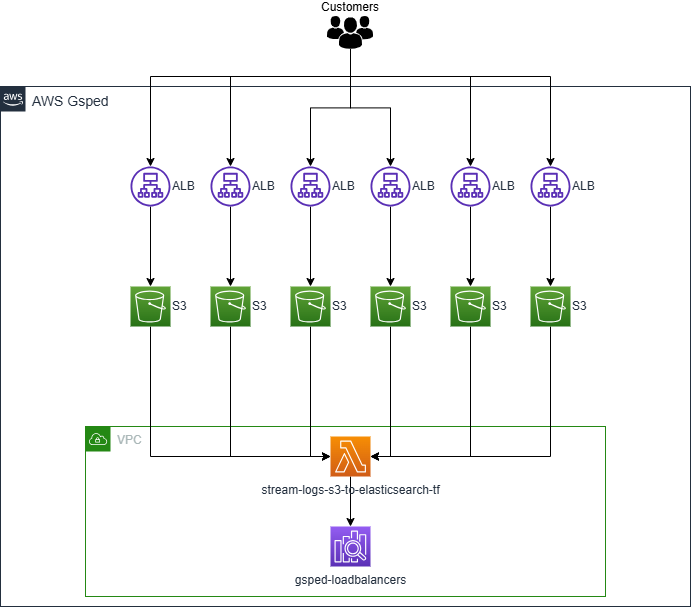 Customers
aws
AWS Gsped
ALB ALB ALB ALB ALB ALB
S3 S3 S3 S3 S3 S3
VPC
stream-logs-s3-to-elasticsearch-tf
gsped-loadbalancers